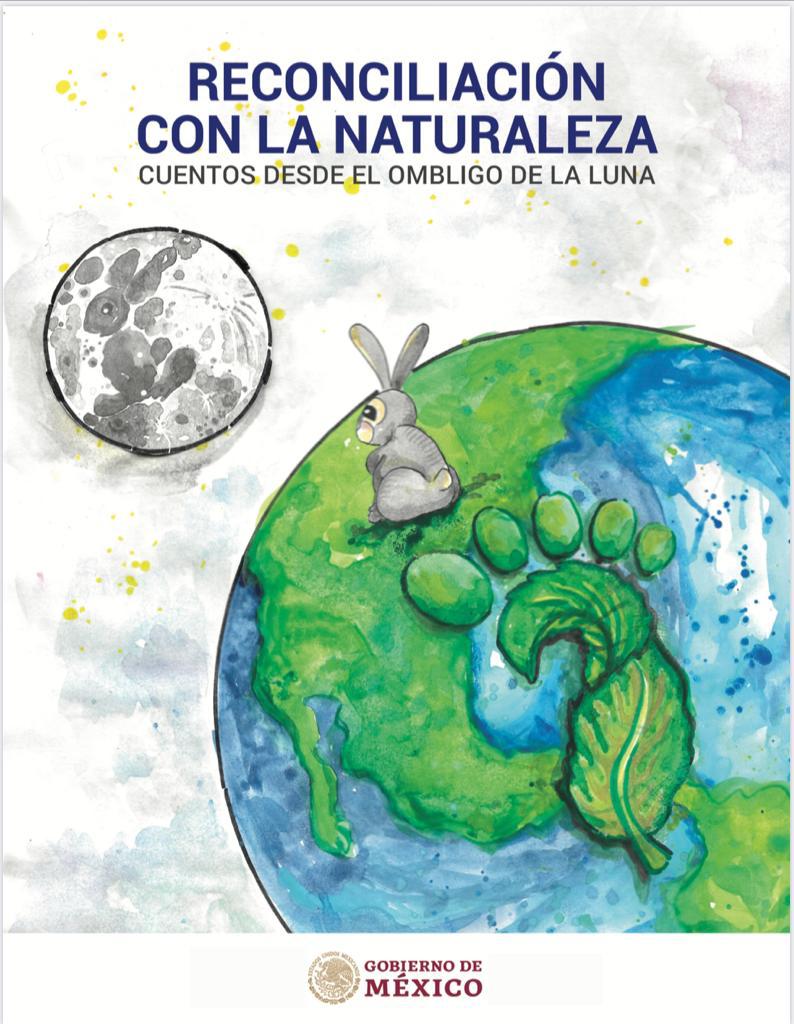 RECONCILIACIÓN
CON LA NATURALEZA
CUENTOS DESDE EL OMBLIGO DE LA LUNA
GOBIERNO DE
MÉXICO